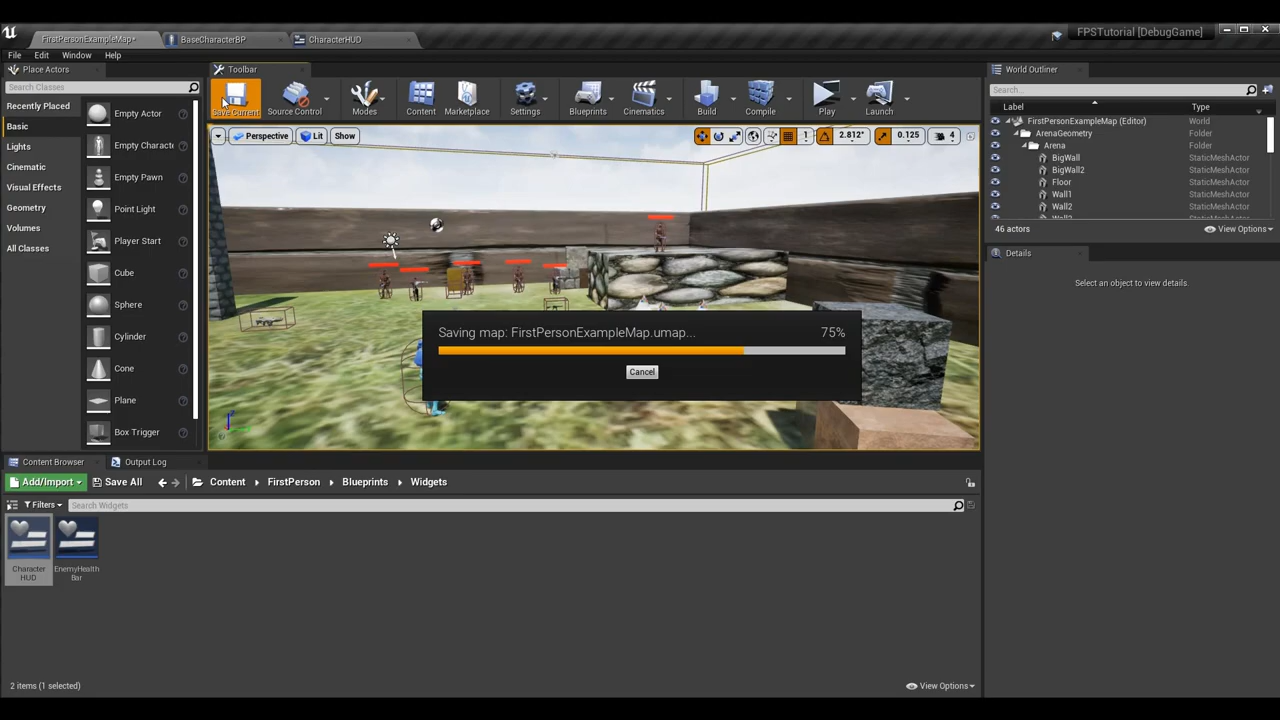 FirstPersonExampleMap*
BaseCharacterBP
CharacterHUD
FPSTutorial [DebugGame]
File Edit Window Help
Place Actors
Search Classes
Recently Placed
Basic
Lights
Cinematic
Visual Effects
Geometry
Volumes
All Classes
Empty Actor
Empty Characte
Empty Pawn
Point Light
Player Start
Cube
Sphere
Cylinder
Cone
Plane
Box Trigger
Toolbar
Save Current
Source Control
Modes
Content
Marketplace
Settings
Blueprints
Cinematics
Build
Compile
Play
Launch
Perspective Lit Show
1 2.812° 0.125 4
Saving map: FirstPersonExampleMap.umap... 75%
Cancel
World Outliner
Search...
Label Type
FirstPersonExampleMap (Editor) World
ArenaGeometry Folder
Arena Folder
BigWall StaticMeshActor
BigWall2 StaticMeshActor
Floor StaticMeshActor
Wall1 StaticMeshActor
Wall2 StaticMeshActor
46 actors View Options
Details
Select an object to view details.
Content Browser
Output Log
Add/Import Save All Content FirstPerson Blueprints Widgets
Filters Search Widgets
Character
HUD
EnemyHealth
Bar
2 items (1 selected) View Options